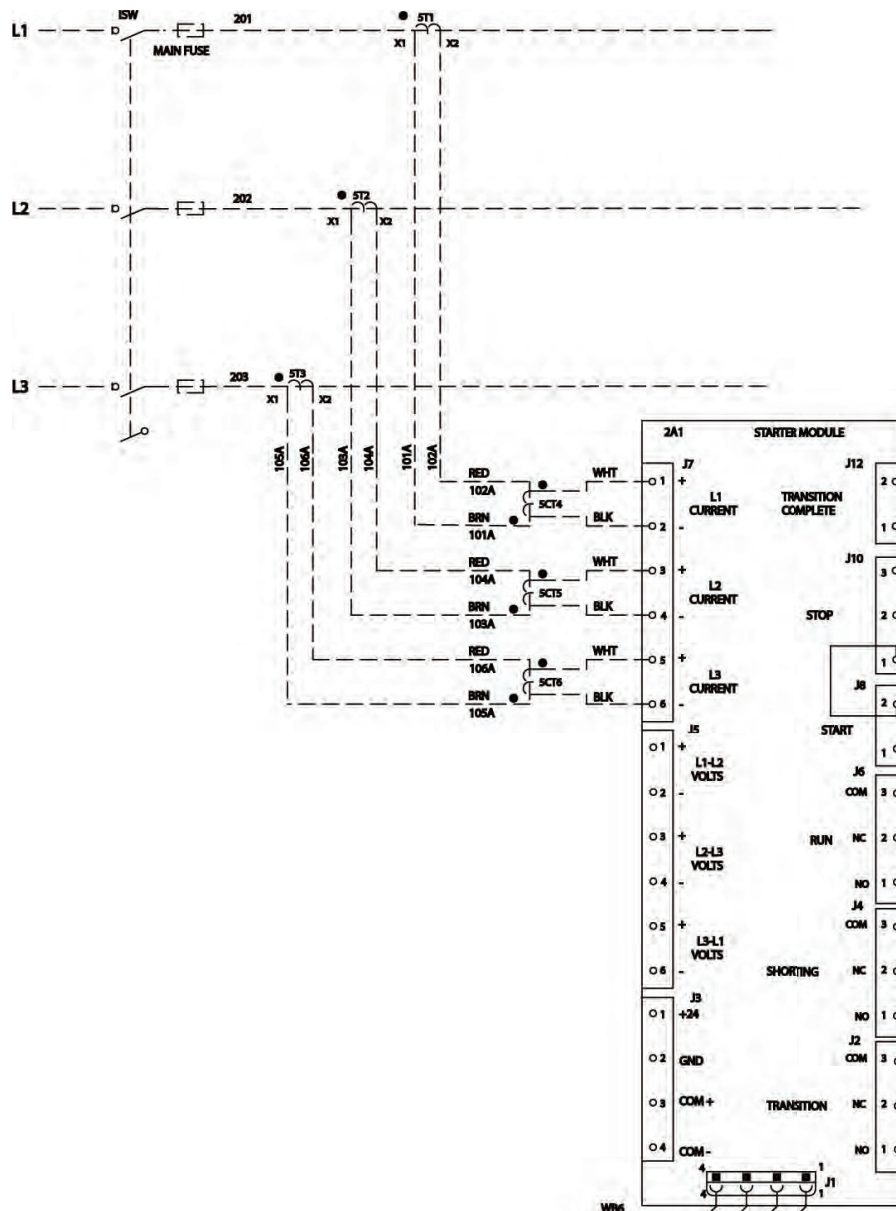 ISW
201
5T1
L1
MAIN FUSE
X1
X2
202
5T2
L2
X1
X2
203
5T3
L3
X1
X2
105A
106A
103A
104A
101A
102A
2A1
STARTER MODULE
J7
J12
RED
102A
5CT4
WHT
1 +
L1 CURRENT
TRANSITION COMPLETE
2
BRN
101A
BLK
2 -
1
J10
RED
104A
5CT5
WHT
3 +
L2 CURRENT
3
BRN
103A
BLK
4 -
STOP
2
RED
106A
5CT6
WHT
5 +
L3 CURRENT
1
J8
BRN
105A
BLK
6 -
2
J5
START
1 +
L1-L2 VOLTS
1
J6
2 -
COM 3
3 +
L2-L3 VOLTS
RUN
NC 2
4 -
NO 1
J4
5 +
L3-L1 VOLTS
COM 3
6 -
SHORTING
NC 2
J3
1 +24
NO 1
J2
2 GND
COM 3
3 COM +
TRANSITION
NC 2
4 COM -
NO 1
4
1
J1
4
1
WB6